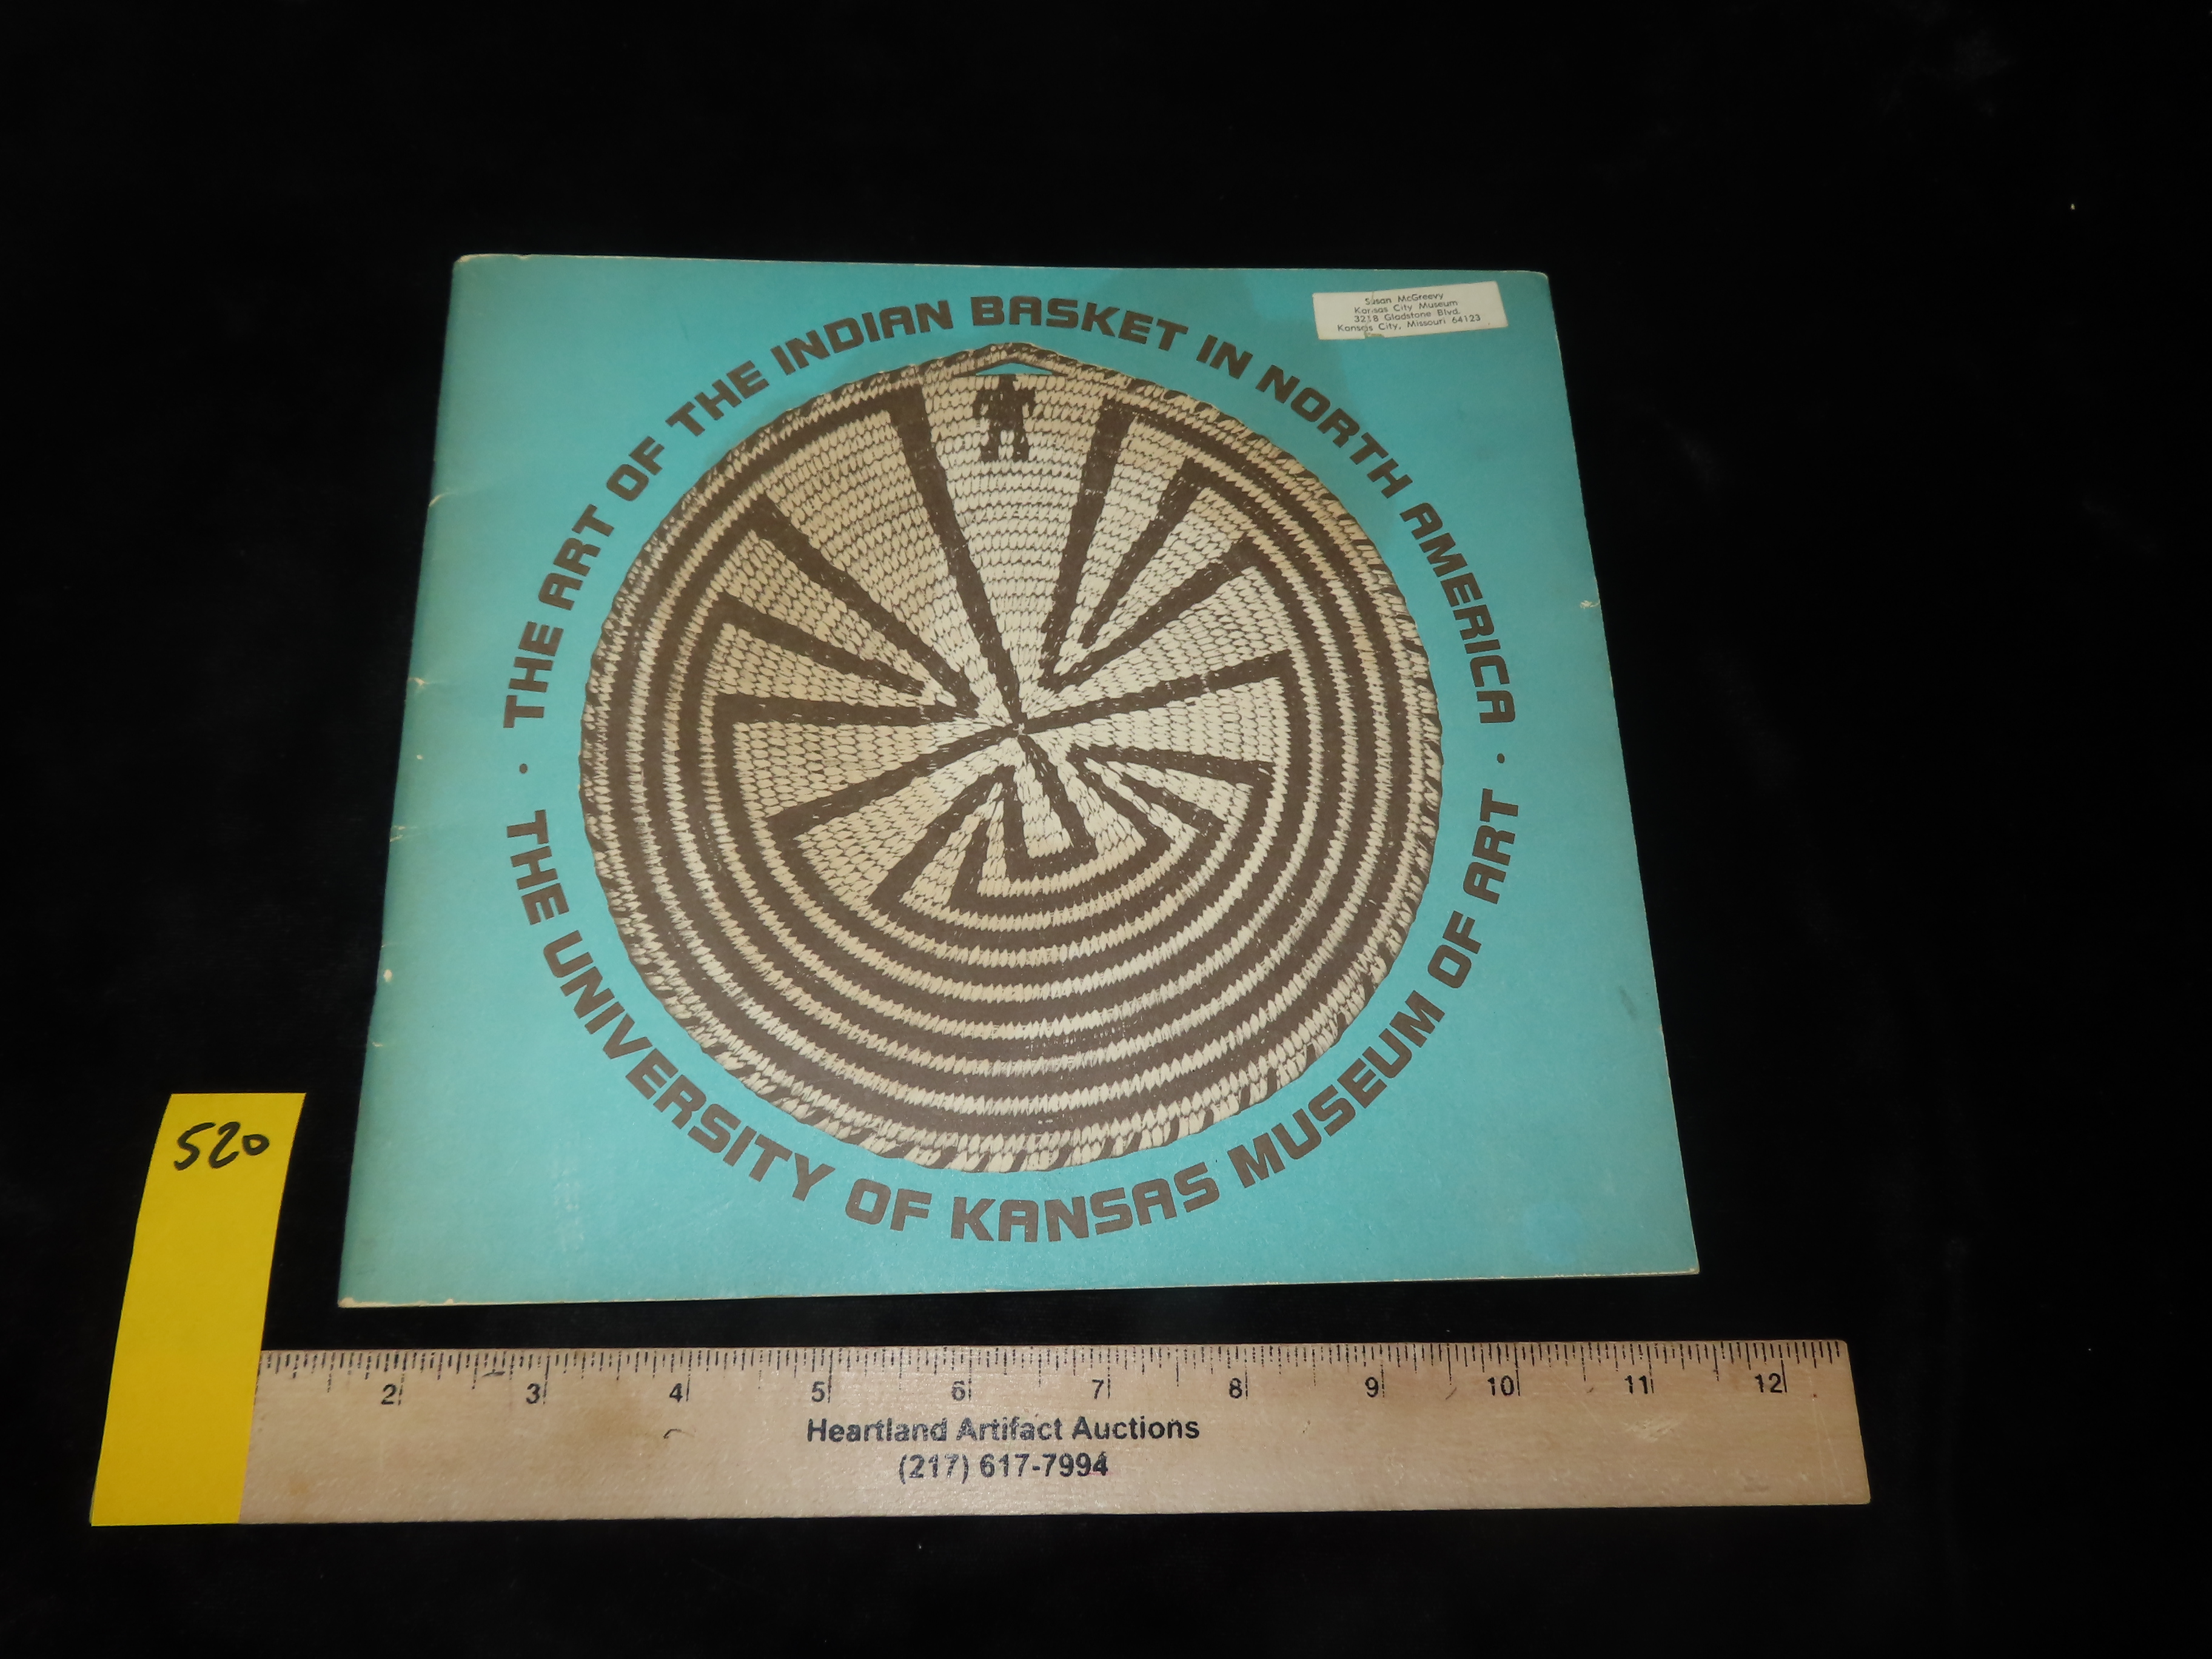 THE ART OF THE INDIAN BASKET IN NORTH AMERICA •
THE UNIVERSITY OF KANSAS MUSEUM OF ART •
Susan McGreevy
Kansas City Museum
3218 Gladstone Blvd.
Kansas City, Missouri 64123
520
2 3 4 5 6 7 8 9 10 11 12
Heartland Artifact Auctions
(217) 617-7994